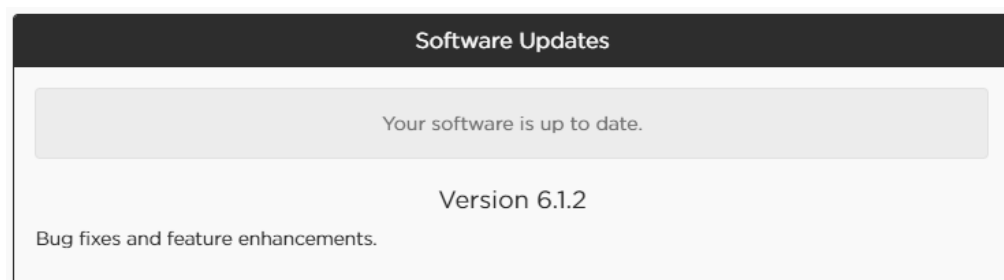 Software Updates
Your software is up to date.
Version 6.1.2
Bug fixes and feature enhancements.